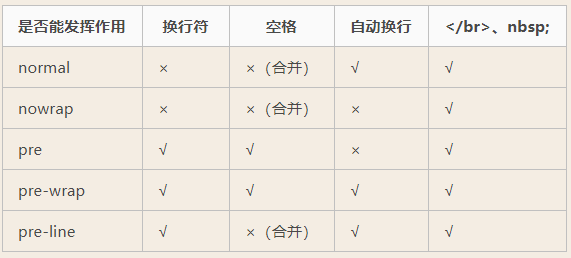 是否能发挥作用 换行符 空格 自动换行 </br>、nbsp;
normal × ×（合并） √ √
nowrap × ×（合并） × √
pre √ √ × √
pre-wrap √ √ √ √
pre-line √ ×（合并） √ √